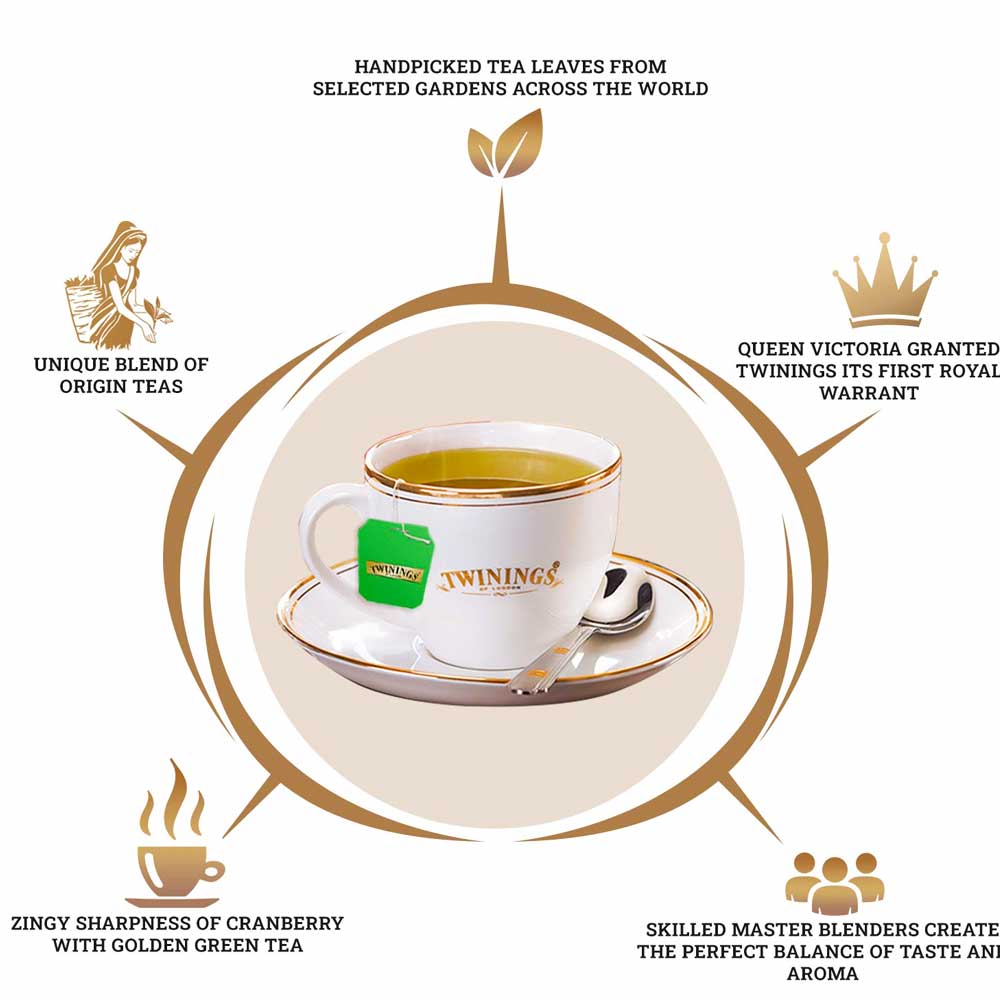 HANDPICKED TEA LEAVES FROM
SELECTED GARDENS ACROSS THE WORLD
UNIQUE BLEND OF
ORIGIN TEAS
QUEEN VICTORIA GRANTED
TWININGS ITS FIRST ROYAL
WARRANT
TWININGS
TWININGS®
OF LONDON
ZINGY SHARPNESS OF CRANBERRY
WITH GOLDEN GREEN TEA
SKILLED MASTER BLENDERS CREATE
THE PERFECT BALANCE OF TASTE AN
AROMA